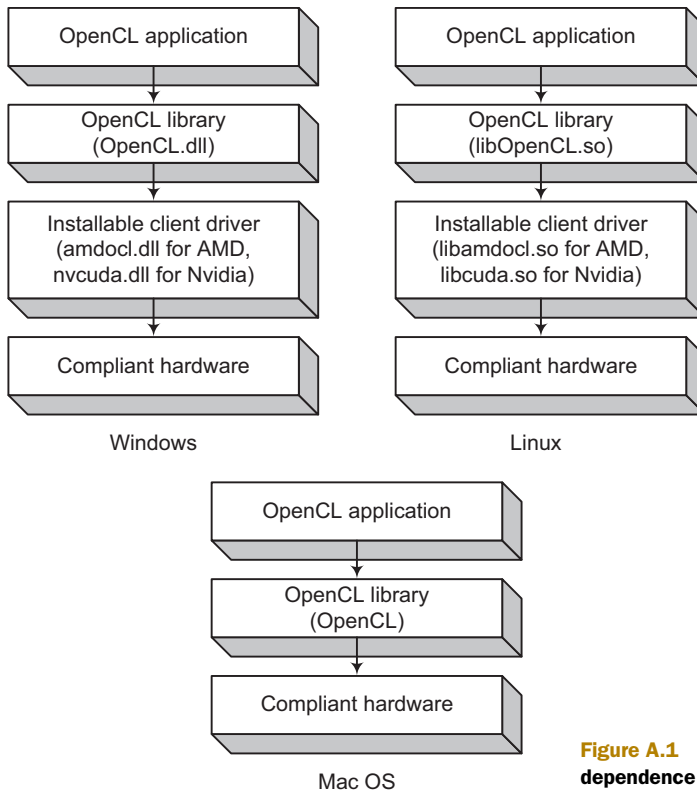 OpenCL application
OpenCL library
(OpenCL.dll)
Installable client driver
(amdocl.dll for AMD,
nvcuda.dll for Nvidia)
Compliant hardware
Windows
OpenCL application
OpenCL library
(libOpenCL.so)
Installable client driver
(libamdocl.so for AMD,
libcuda.so for Nvidia)
Compliant hardware
Linux
OpenCL application
OpenCL library
(OpenCL)
Compliant hardware
Mac OS
Figure A.1
dependence